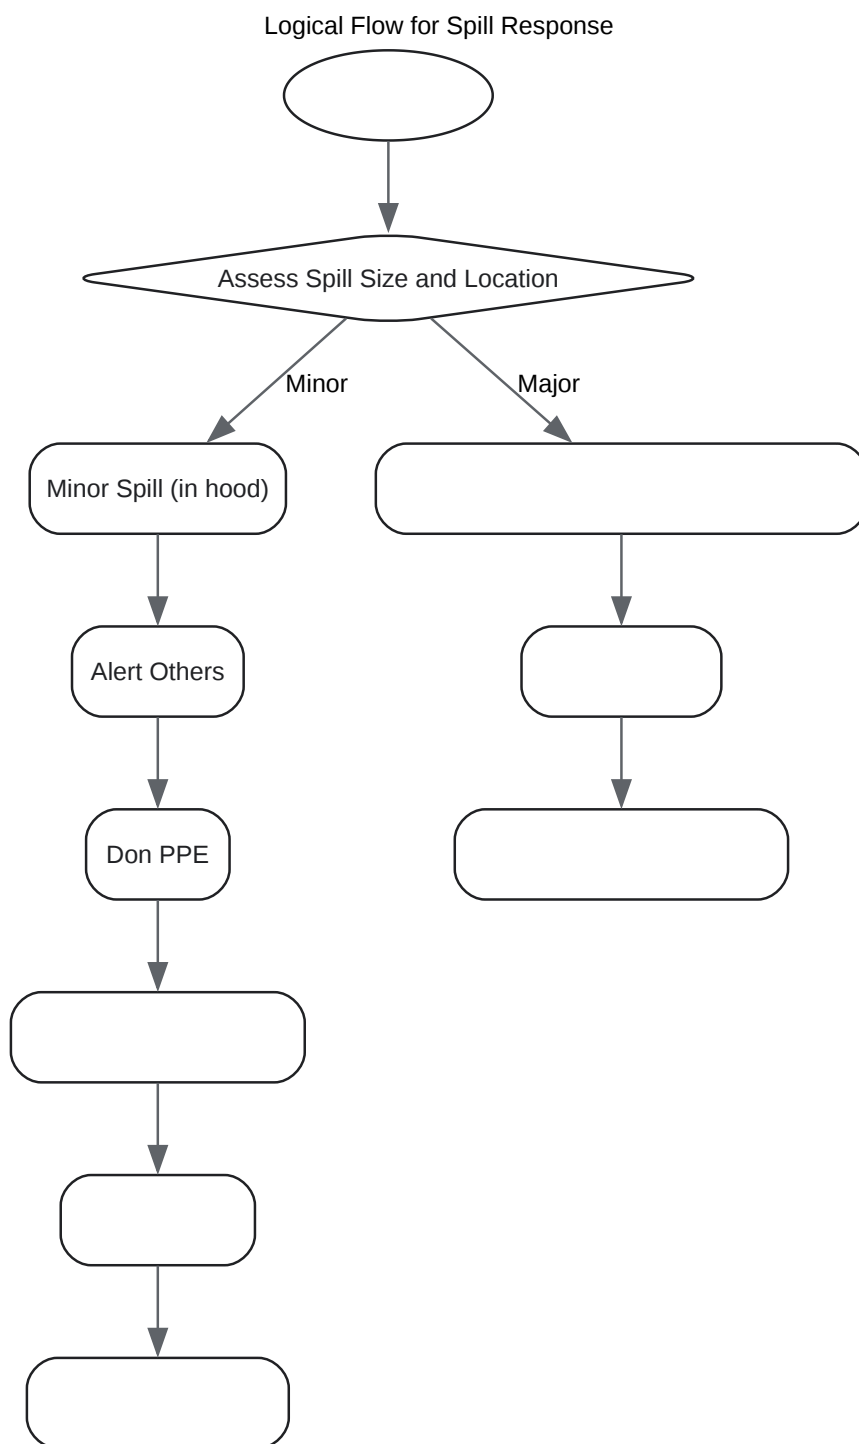 Logical Flow for Spill Response
Assess Spill Size and Location
Minor
Major
Minor Spill (in hood)
Alert Others
Don PPE